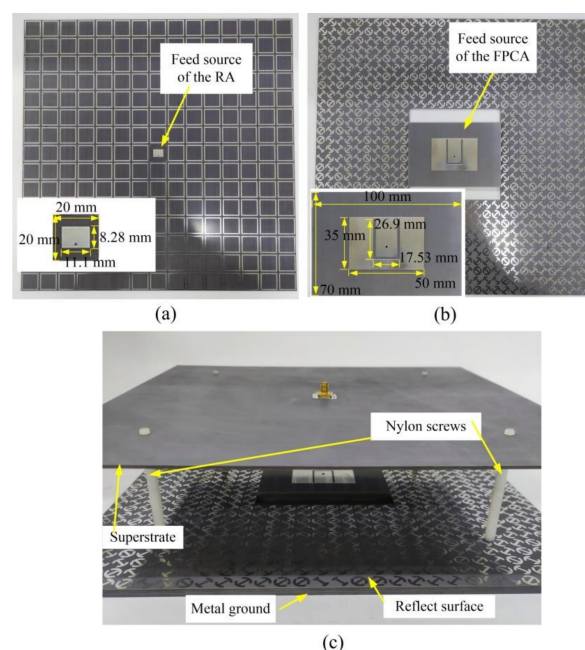 Feed source
of the RA
20 mm
20 mm
8.28 mm
11.1 mm
(a)
Feed source
of the FPCA
100 mm
26.9 mm
35 mm
17.53 mm
50 mm
70 mm
(b)
Nylon screws
Superstrate
Metal ground
Reflect surface
(c)